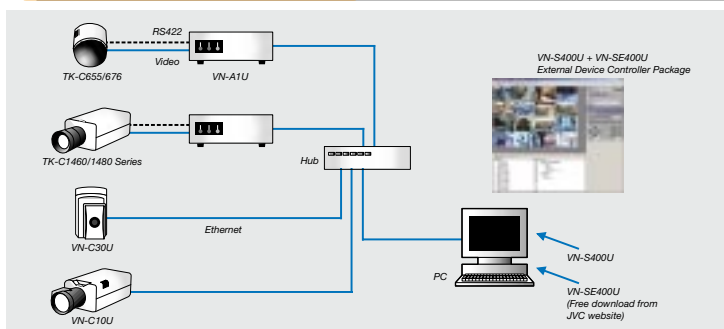 RS422
Video
TK-C655/676
VN-A1U
VN-S400U + VN-SE400U
External Device Controller Package
TK-C1460/1480 Series
Hub
Ethernet
VN-C30U
VN-C10U
PC
VN-S400U
VN-SE400U
(Free download from
JVC website)